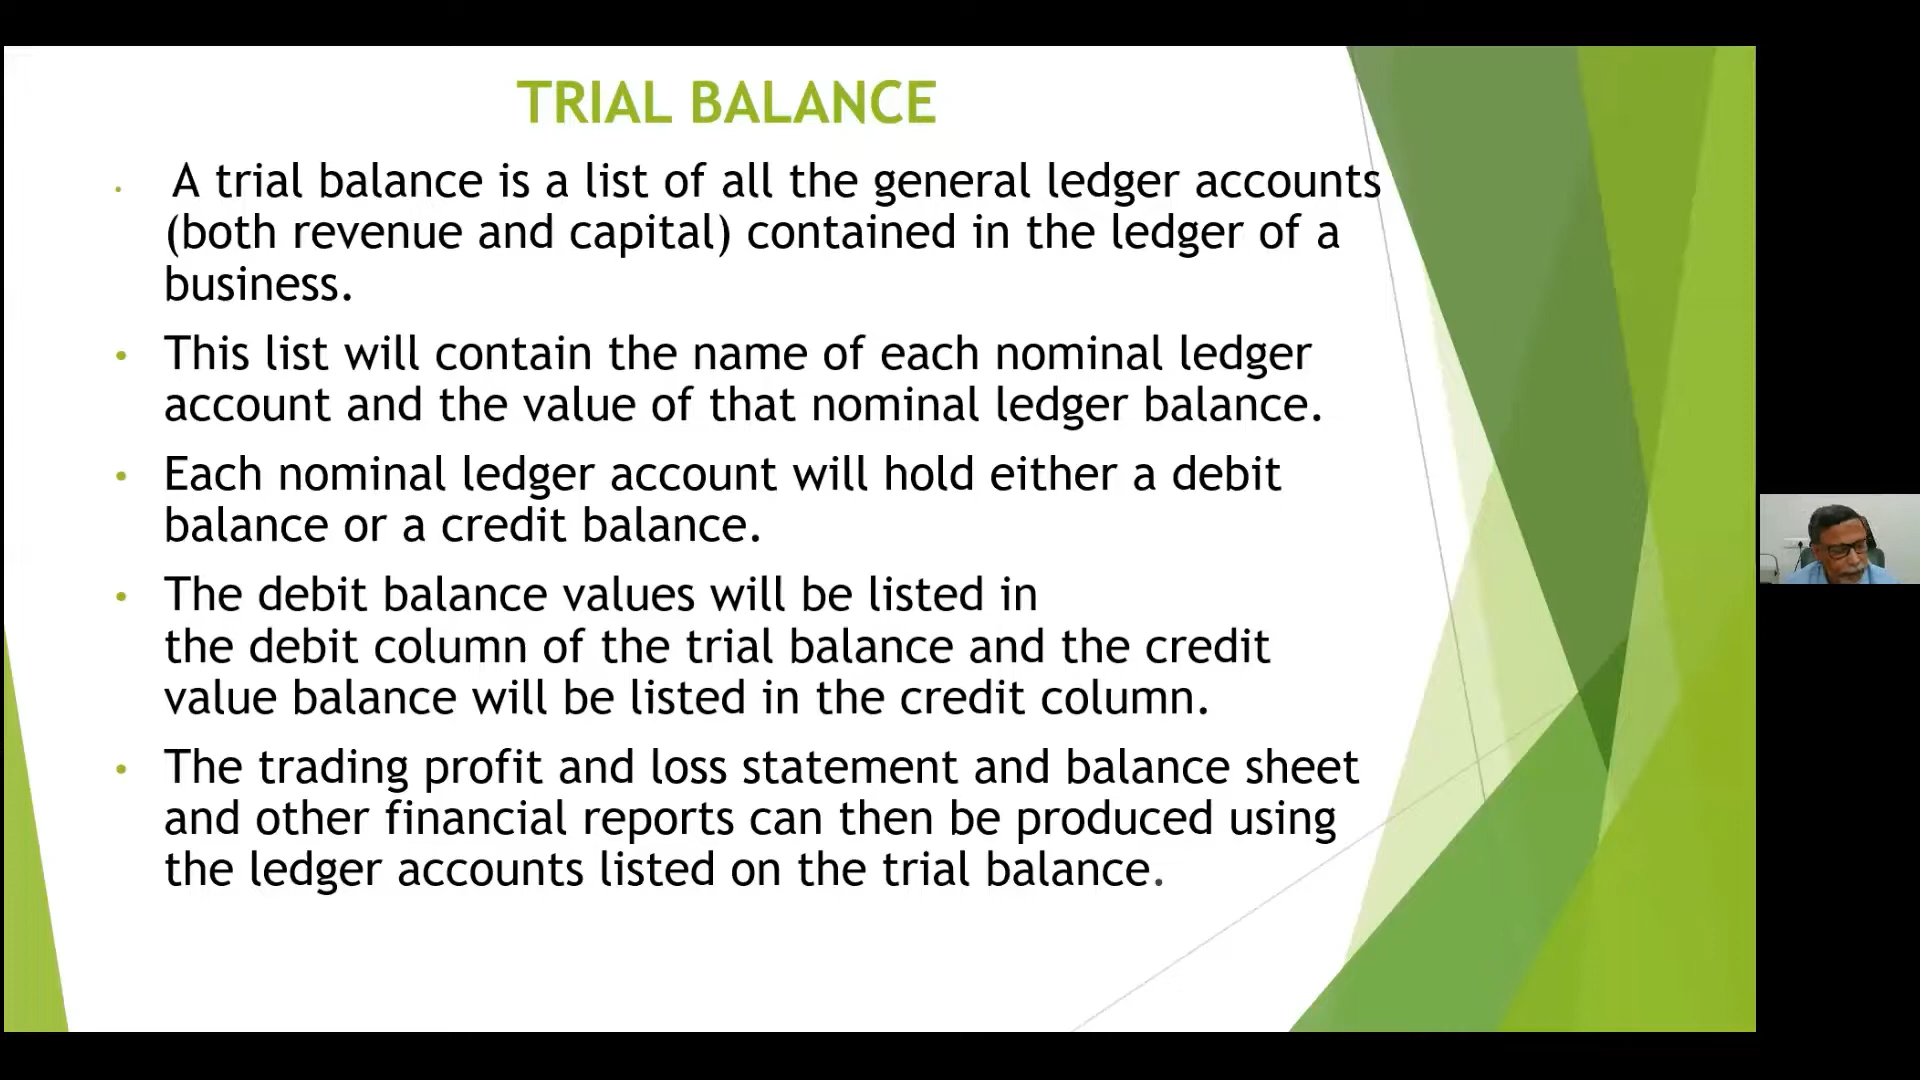 TRIAL BALANCE
• A trial balance is a list of all the general ledger accounts
(both revenue and capital) contained in the ledger of a
business.
• This list will contain the name of each nominal ledger
account and the value of that nominal ledger balance.
• Each nominal ledger account will hold either a debit
balance or a credit balance.
• The debit balance values will be listed in
the debit column of the trial balance and the credit
value balance will be listed in the credit column.
• The trading profit and loss statement and balance sheet
and other financial reports can then be produced using
the ledger accounts listed on the trial balance.